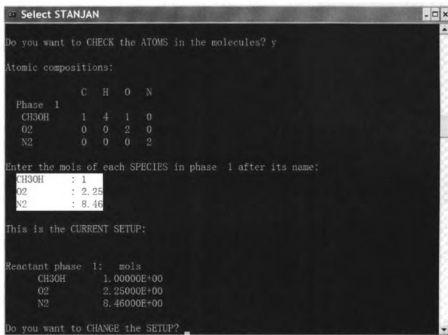 Select STANJAN
Do you want to CHECK the ATOMS in the molecules? y
Atomic compositions:
C H O N
Phase 1
CH3OH 1 4 1 0
O2 0 0 2 0
N2 0 0 0 2
Enter the mols of each SPECIES in phase 1 after its name:
CH3OH : 1
O2 : 2.25
N2 : 8.46
This is the CURRENT SETUP:
Reactant phase 1: mols
CH3OH 1.00000E+00
O2 2.25000E+00
N2 8.46000E+00
Do you want to CHANGE the SETUP?